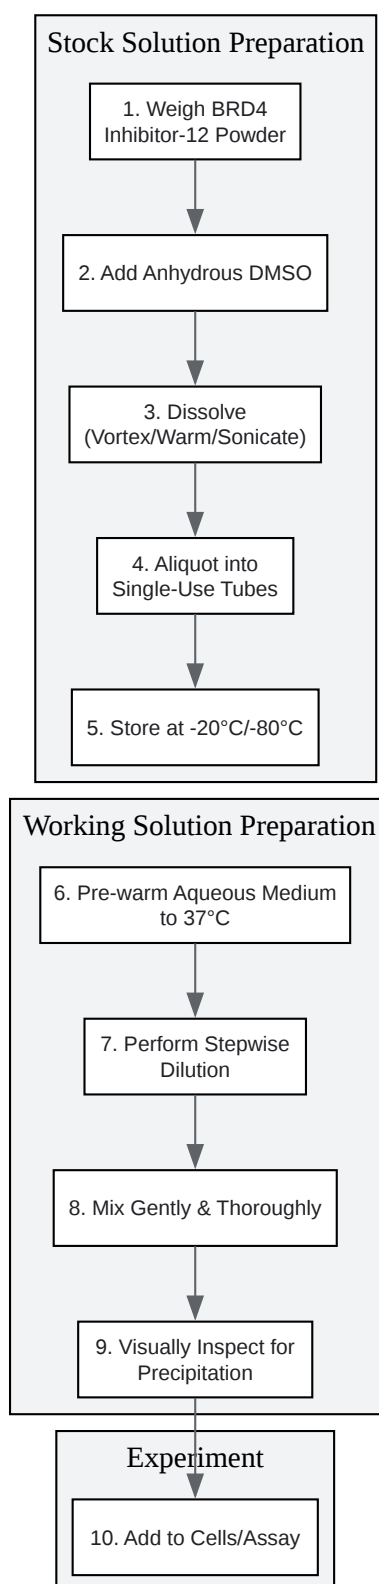 Stock Solution Preparation
1. Weigh BRD4
Inhibitor-12 Powder
2. Add Anhydrous DMSO
3. Dissolve
(Vortex/Warm/Sonicate)
4. Aliquot into
Single-Use Tubes
5. Store at -20°C/-80°C
Working Solution Preparation
6. Pre-warm Aqueous Medium
to 37°C
7. Perform Stepwise
Dilution
8. Mix Gently & Thoroughly
9. Visually Inspect for
Precipitation
Experiment
10. Add to Cells/Assay